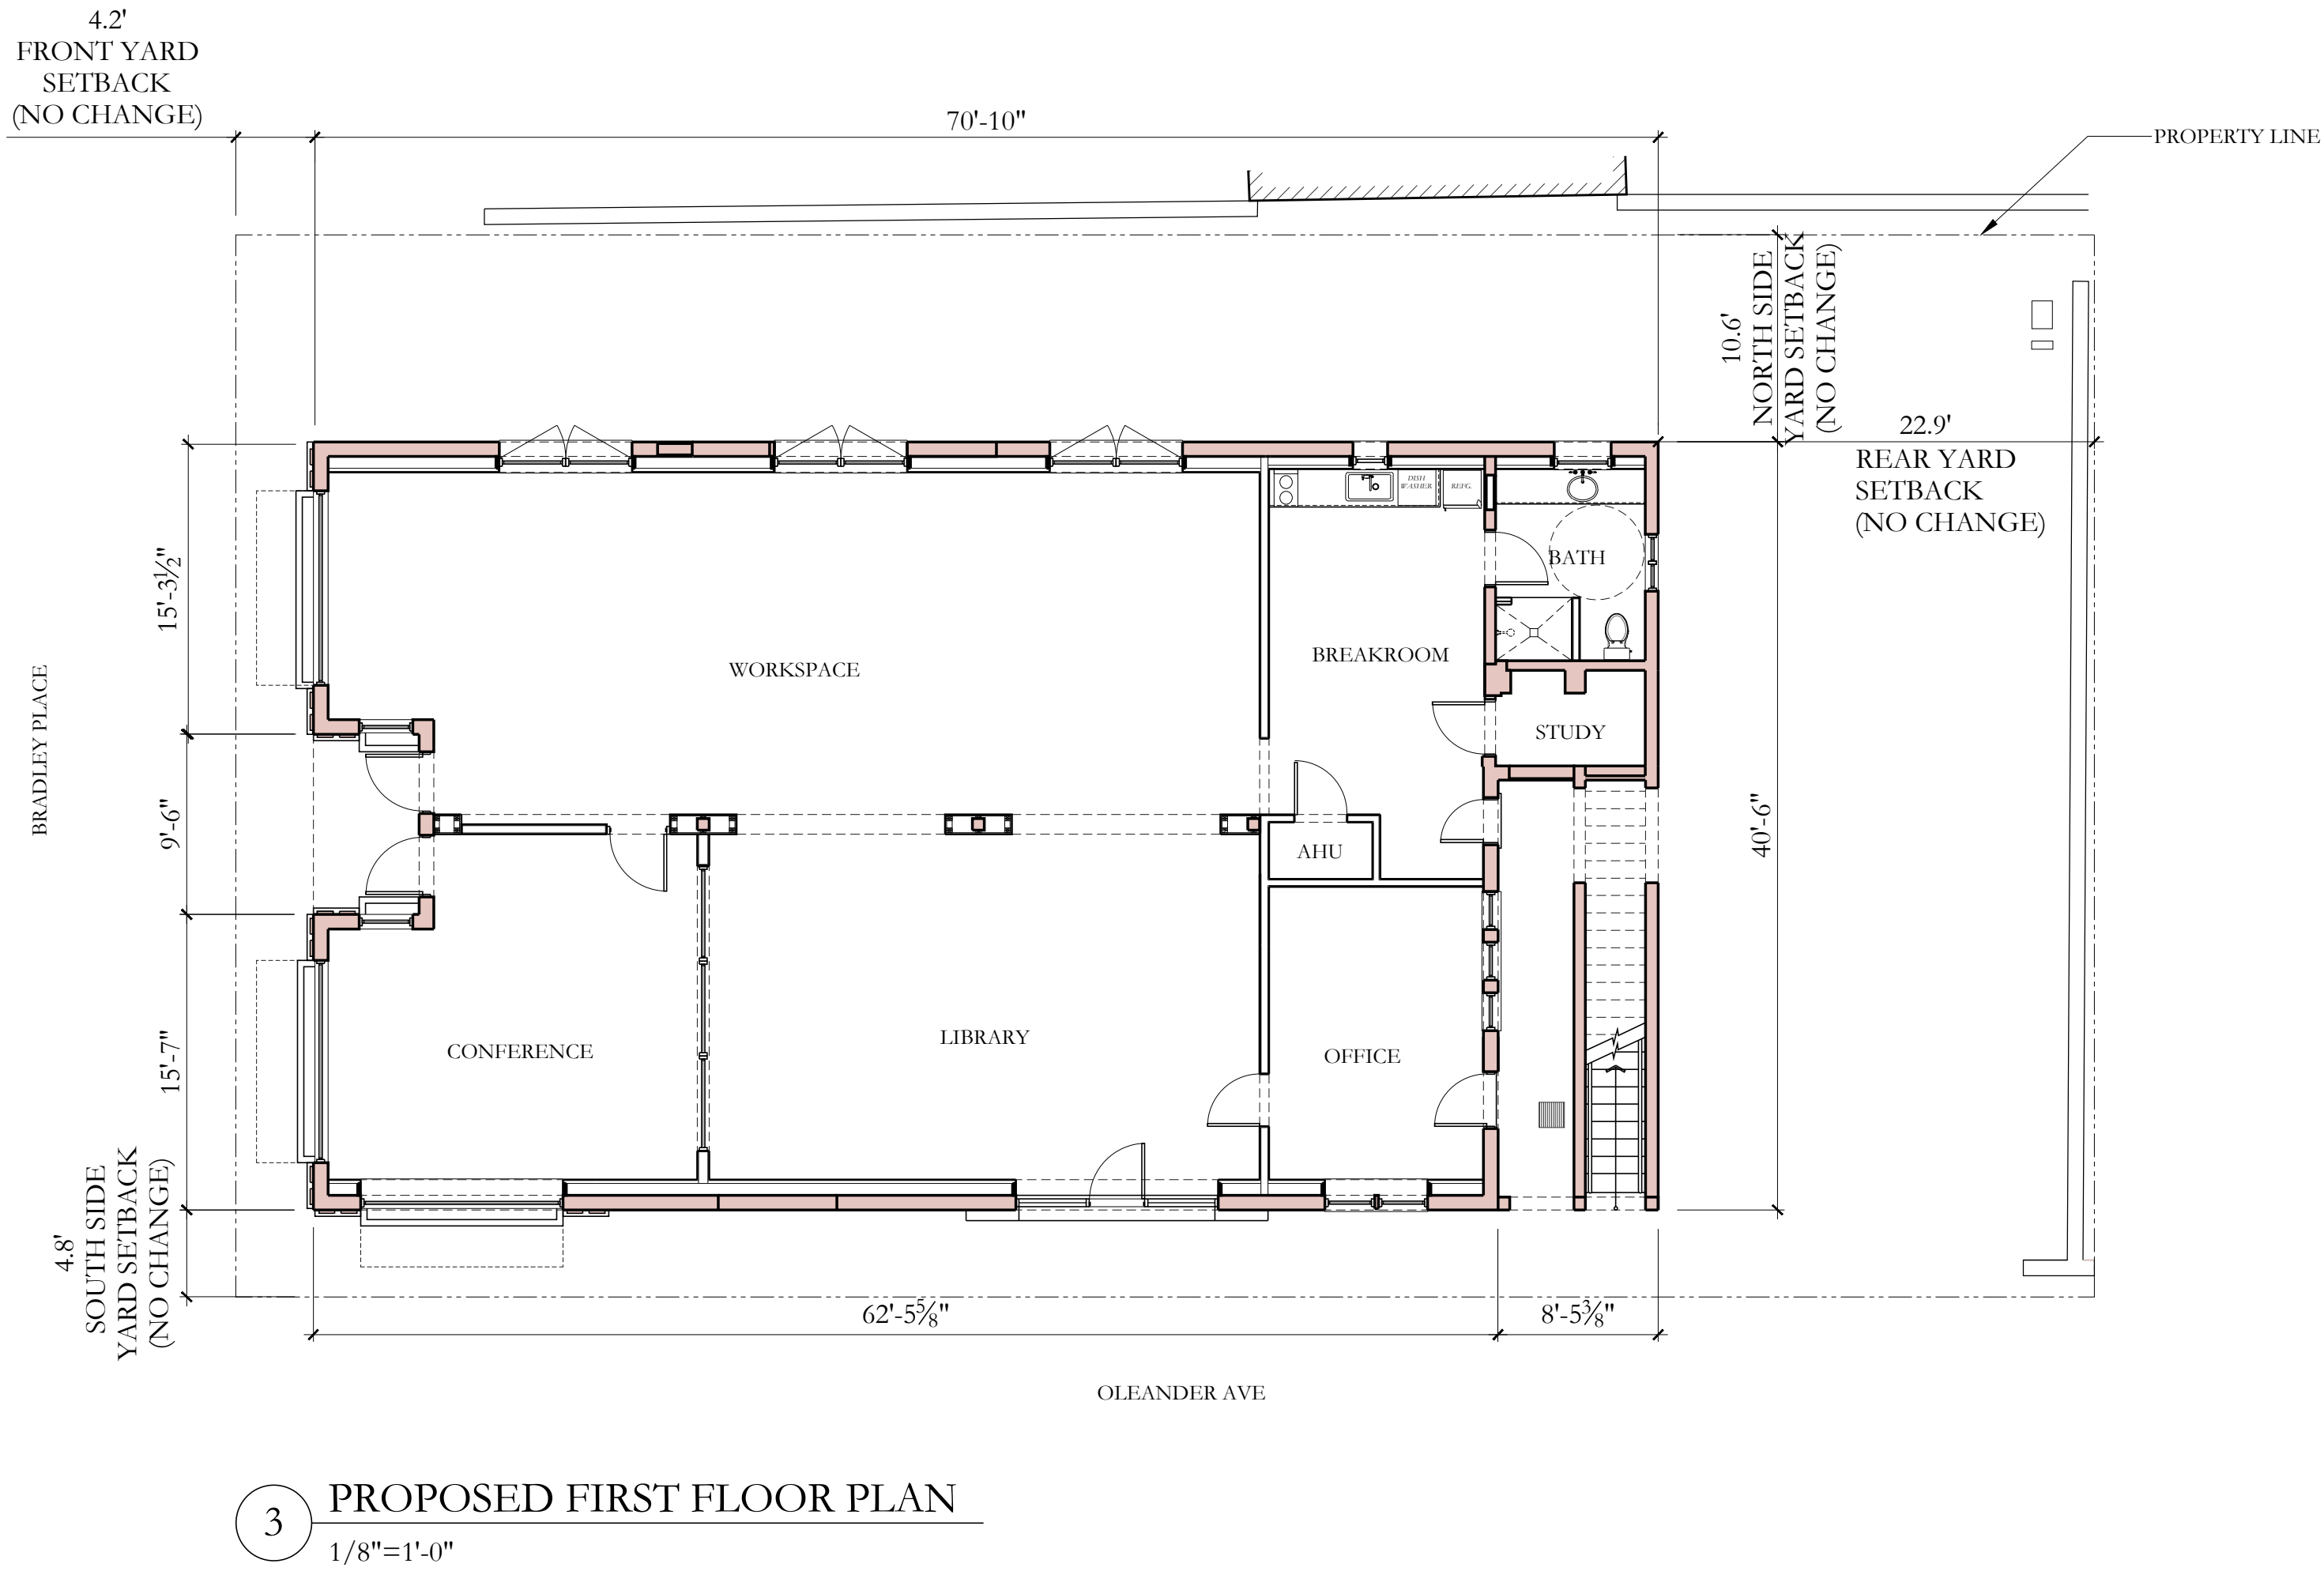 4.2'
FRONT YARD
SETBACK
(NO CHANGE)
70'-10"
PROPERTY LINE
10.6'
NORTH SIDE
YARD SETBACK
(NO CHANGE)
22.9'
REAR YARD
SETBACK
(NO CHANGE)
DISH
WASHER
REFG.
BATH
15'-3½"
BREAKROOM
WORKSPACE
BRADLEY PLACE
STUDY
9'-6"
40'-6"
AHU
LIBRARY
CONFERENCE
OFFICE
15'-7"
4.8'
SOUTH SIDE
YARD SETBACK
(NO CHANGE)
62'-5⅝"
8'-5⅜"
OLEANDER AVE
3
PROPOSED FIRST FLOOR PLAN
1/8"=1'-0"